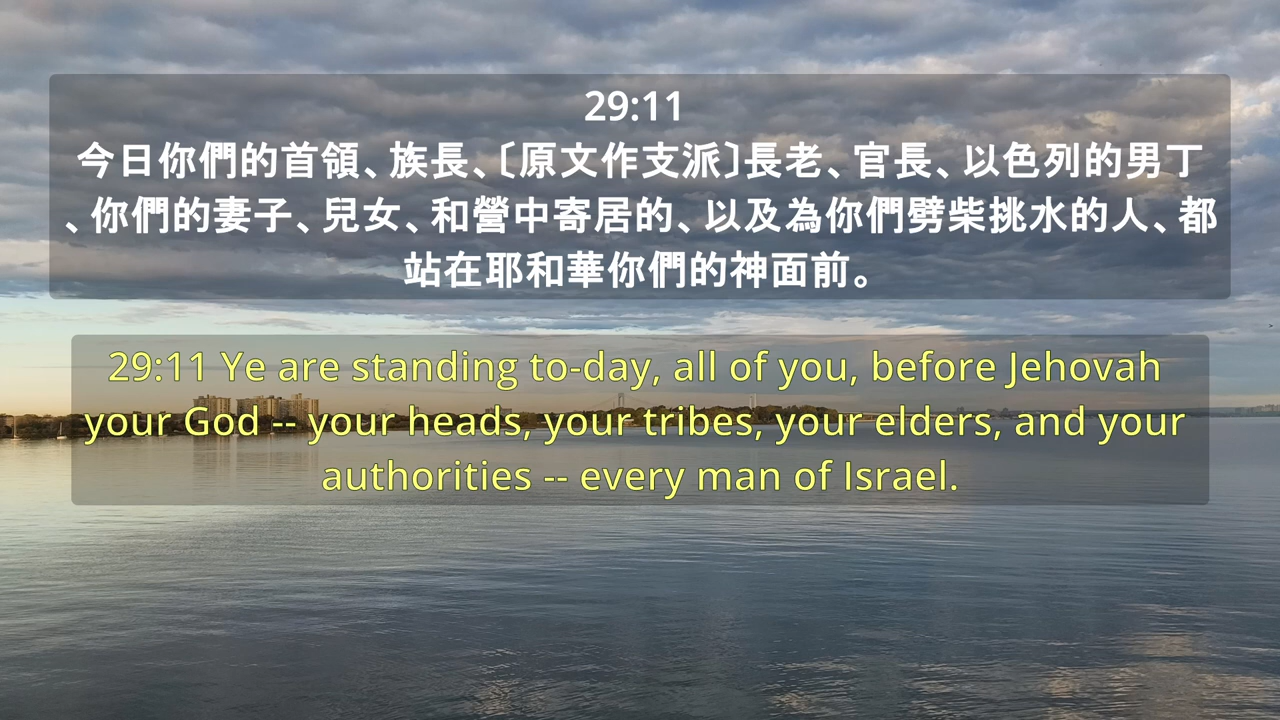 29:11
今日你們的首領、族長、〔原文作支派〕長老、官長、以色列的男丁
、你們的妻子、兒女、和營中寄居的、以及為你們劈柴挑水的人、都
站在耶和華你們的神面前。
29:11 Ye are standing to-day, all of you, before Jehovah
your God -- your heads, your tribes, your elders, and your
authorities -- every man of Israel.